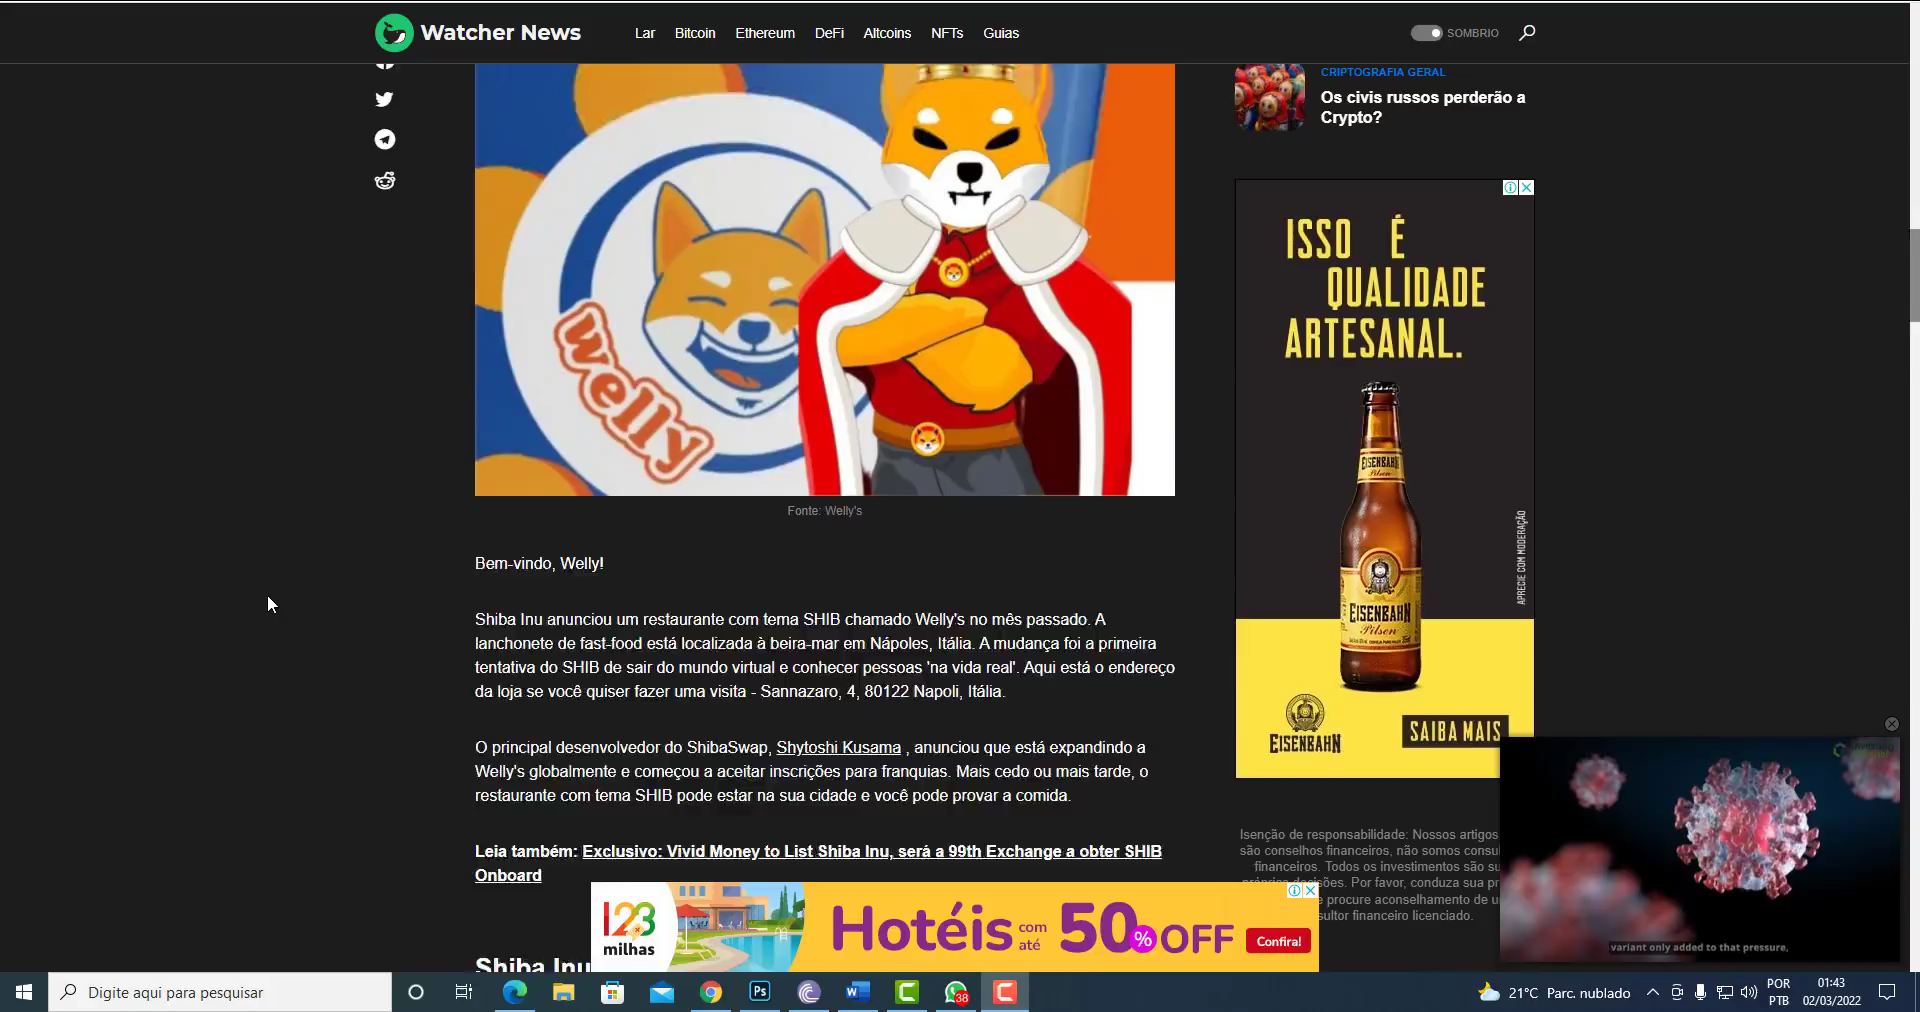 Watcher News
Lar Bitcoin Ethereum DeFi Altcoins NFTs Guias
SOMBRIO
welly
Fonte: Welly's
Bem-vindo, Welly!
Shiba Inu anunciou um restaurante com tema SHIB chamado Welly's no mês passado. A
lanchonete de fast-food está localizada à beira-mar em Nápoles, Itália. A mudança foi a primeira
tentativa do SHIB de sair do mundo virtual e conhecer pessoas 'na vida real'. Aqui está o endereço
da loja se você quiser fazer uma visita - Sannazaro, 4, 80122 Napoli, Itália.
O principal desenvolvedor do ShibaSwap, Shytoshi Kusama , anunciou que está expandindo a
Welly's globalmente e começou a aceitar inscrições para franquias. Mais cedo ou mais tarde, o
restaurante com tema SHIB pode estar na sua cidade e você pode provar a comida.
Leia também: Exclusivo: Vivid Money to List Shiba Inu, será a 99th Exchange a obter SHIB
Onboard
Shiba Inu
CRIPTOGRAFIA GERAL
Os civis russos perderão a
Crypto?
ISSO É
QUALIDADE
ARTESANAL.
EISENBAHN
Pilsen
EISENBAHN
Pilsen
APRECIE COM MODERAÇÃO
EISENBAHN
SAIBA MAIS
Isenção de responsabilidade: Nossos artigos
são conselhos financeiros, não somos consul
financeiros. Todos os investimentos são su
próprias decisões. Por favor, conduza sua pr
e procure aconselhamento de u
sultor financeiro licenciado.
variant only added to that pressure,
123
milhas
Hotéis com até 50% OFF
Confira!
Digite aqui para pesquisar
Ps
W
38
21°C Parc. nublado
POR
PTB
01:43
02/03/2022